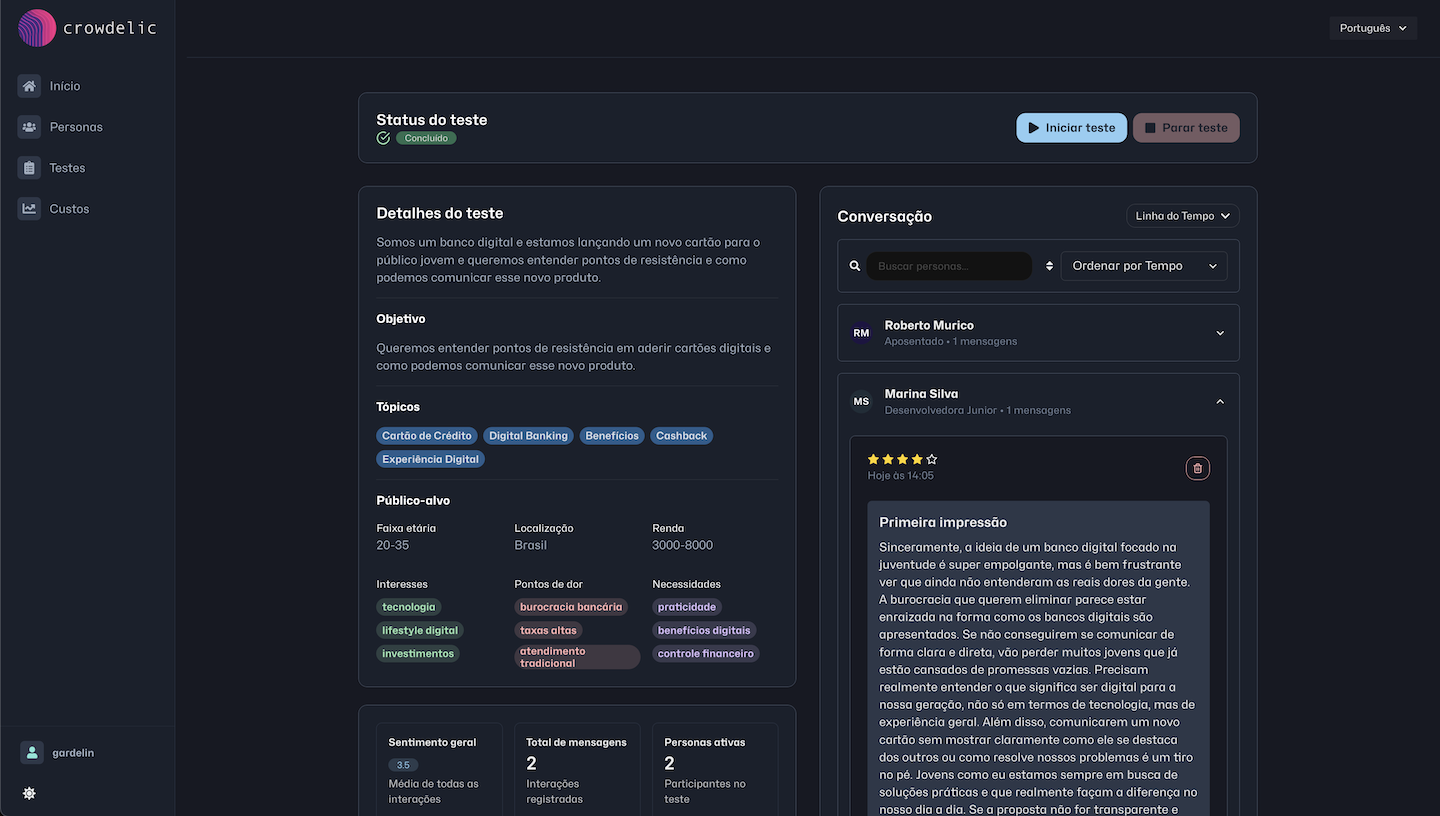 crowdelic
Português
Início
Personas
Testes
Custos
gardelin
Status do teste
Concluído
Iniciar teste
Parar teste
Detalhes do teste
Somos um banco digital e estamos lançando um novo cartão para o
público jovem e queremos entender pontos de resistência e como
podemos comunicar esse novo produto.
Objetivo
Queremos entender pontos de resistência em aderir cartões digitais e
como podemos comunicar esse novo produto.
Tópicos
Cartão de Crédito Digital Banking Benefícios Cashback
Experiência Digital
Público-alvo
Faixa etária Localização Renda
20-35 Brasil 3000-8000
Interesses Pontos de dor Necessidades
tecnologia burocracia bancária praticidade
lifestyle digital taxas altas benefícios digitais
investimentos atendimento tradicional controle financeiro
Sentimento geral
3.5
Média de todas as
interações
Total de mensagens
2
Interações
registradas
Personas ativas
2
Participantes no
teste
Conversação
Linha do Tempo
Buscar personas...
Ordenar por Tempo
RM
Roberto Murico
Aposentado • 1 mensagens
MS
Marina Silva
Desenvolvedora Junior • 1 mensagens
Hoje às 14:05
Primeira impressão
Sinceramente, a ideia de um banco digital focado na
juventude é super empolgante, mas é bem frustrante
ver que ainda não entenderam as reais dores da gente.
A burocracia que querem eliminar parece estar
enraizada na forma como os bancos digitais são
apresentados. Se não conseguirem se comunicar de
forma clara e direta, vão perder muitos jovens que já
estão cansados de promessas vazias. Precisam
realmente entender o que significa ser digital para a
nossa geração, não só em termos de tecnologia, mas de
experiência geral. Além disso, comunicarem um novo
cartão sem mostrar claramente como ele se destaca
dos outros ou como resolve nossos problemas é um tiro
no pé. Jovens como eu estamos sempre em busca de
soluções práticas e que realmente façam a diferença no
nosso dia a dia. Se a proposta não for transparente e